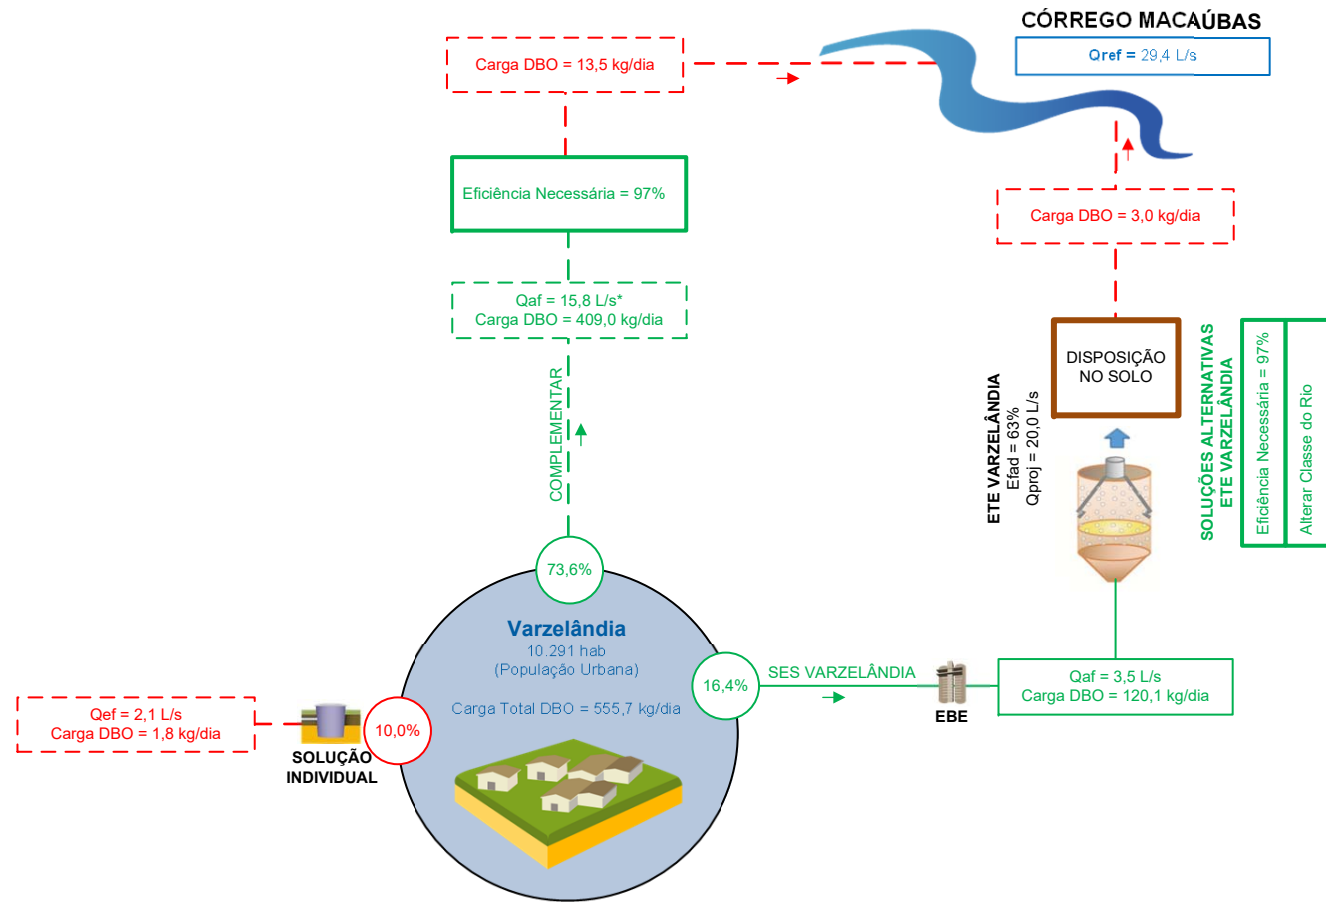 CÓRREGO MACAÚBAS
Qref = 29,4 L/s
Carga DBO = 13,5 kg/dia
Eficiência Necessária = 97%
Qaf = 15,8 L/s*
Carga DBO = 409,0 kg/dia
COMPLEMENTAR
73,6%
Carga DBO = 3,0 kg/dia
DISPOSIÇÃO
NO SOLO
ETE VARZELÂNDIA
Efad = 63%
Qproj = 20,0 L/s
SOLUÇÕES ALTERNATIVAS
ETE VARZELÂNDIA
Eficiência Necessária = 97%
Alterar Classe do Rio
Varzelândia
10.291 hab
(População Urbana)
Carga Total DBO = 555,7 kg/dia
16,4%
SES VARZELÂNDIA
EBE
Qaf = 3,5 L/s
Carga DBO = 120,1 kg/dia
Qef = 2,1 L/s
Carga DBO = 1,8 kg/dia
SOLUÇÃO
INDIVIDUAL
10,0%